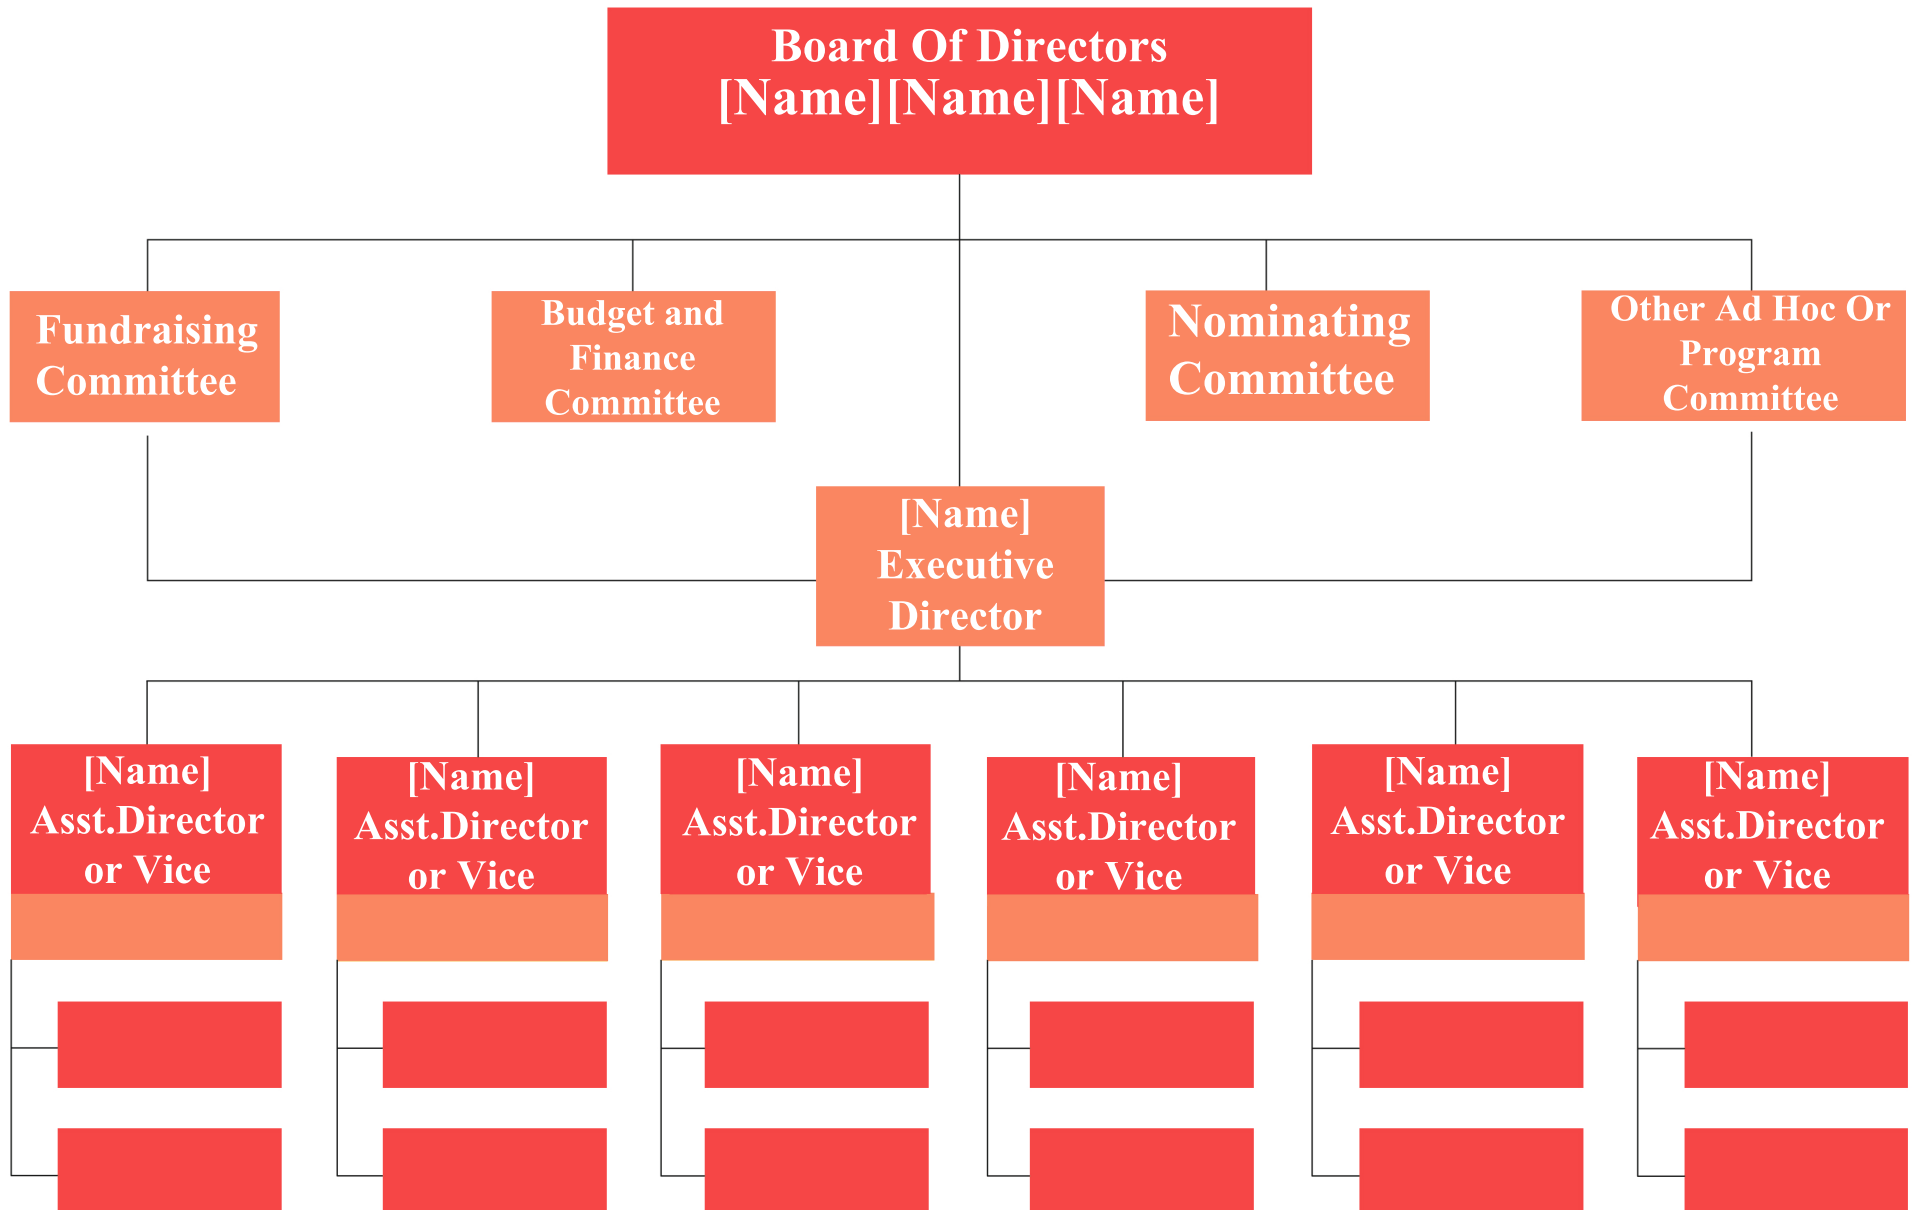 Board Of Directors
[Name][Name][Name]
Fundraising
Committee
Budget and
Finance
Committee
Nominating
Committee
Other Ad Hoc Or
Program
Committee
[Name]
Executive
Director
[Name]
Asst.Director
or Vice
[Name]
Asst.Director
or Vice
[Name]
Asst.Director
or Vice
[Name]
Asst.Director
or Vice
[Name]
Asst.Director
or Vice
[Name]
Asst.Director
or Vice